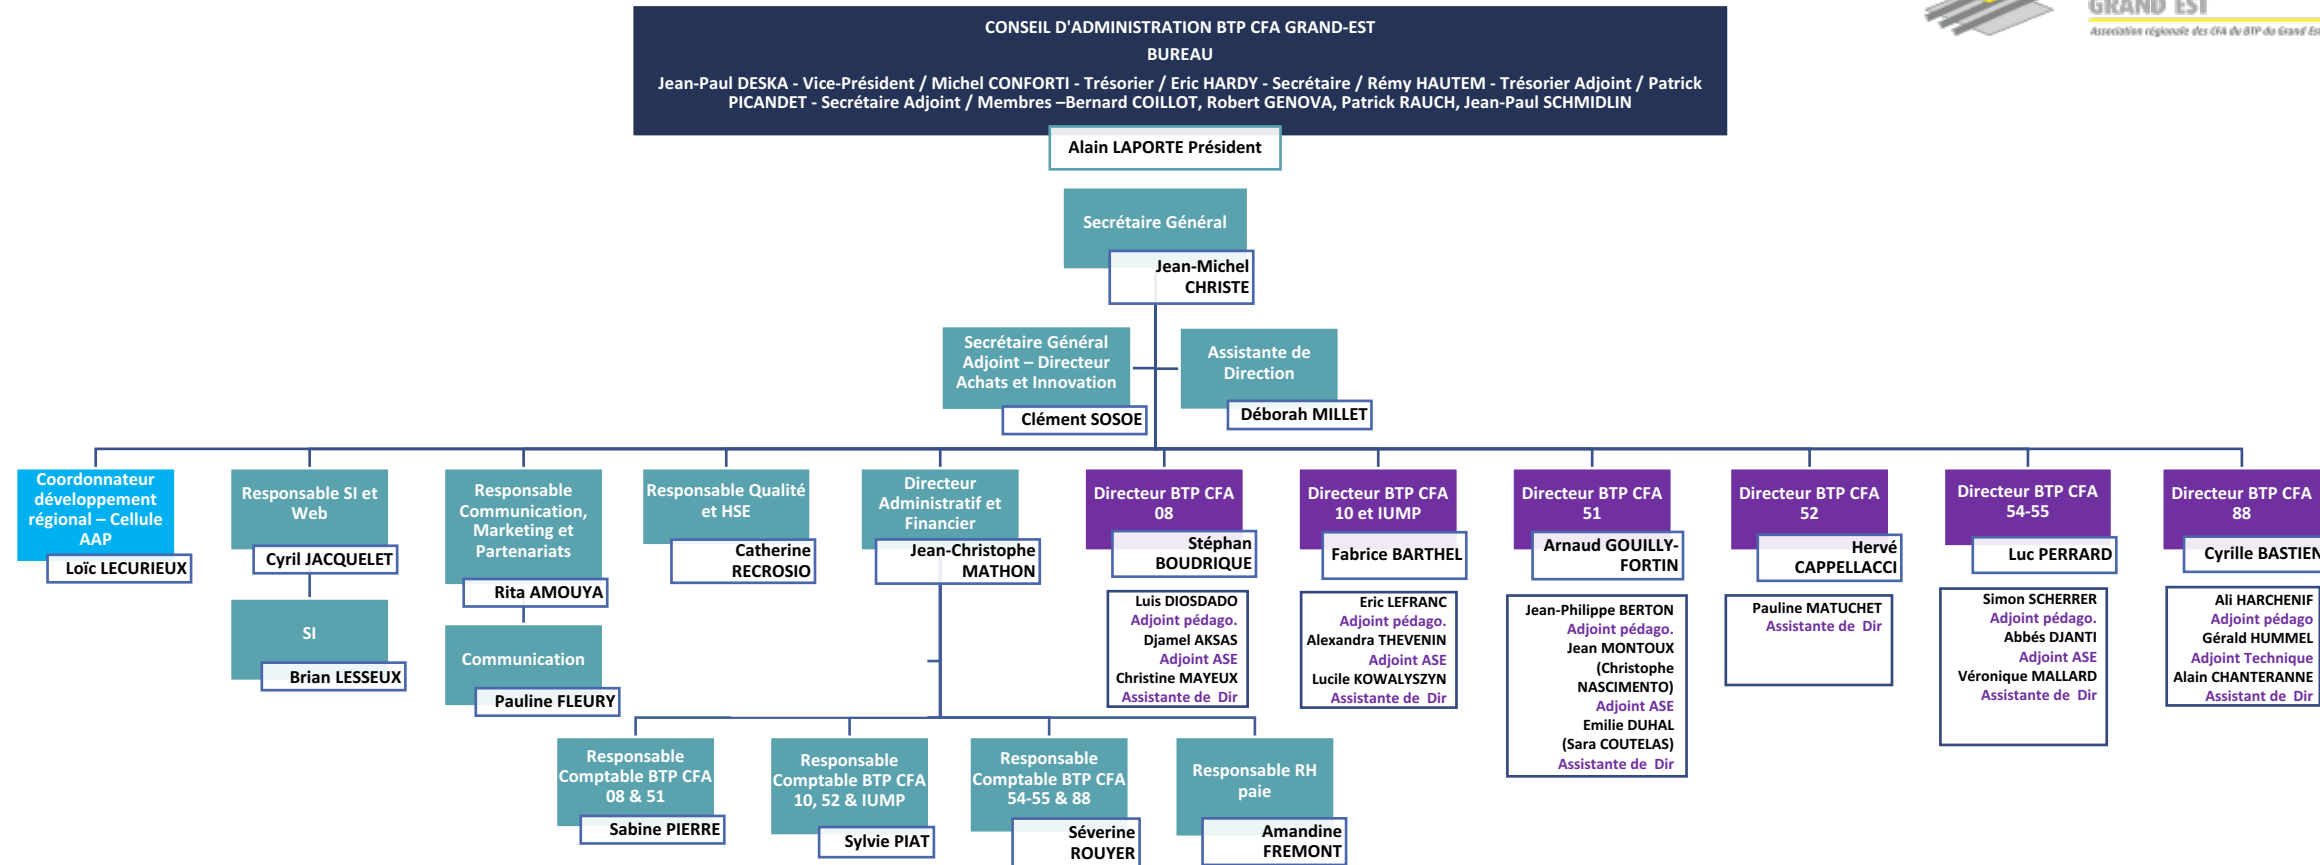 GRAND EST
Association régionale des CFA du BTP du Grand Est
CONSEIL D'ADMINISTRATION BTP CFA GRAND-EST
BUREAU
Jean-Paul DESKA - Vice-Président / Michel CONFORTI - Trésorier / Eric HARDY - Secrétaire / Rémy HAUTEM - Trésorier Adjoint / Patrick
PICANDET - Secrétaire Adjoint / Membres –Bernard COILLOT, Robert GENOVA, Patrick RAUCH, Jean-Paul SCHMIDLIN
Alain LAPORTE Président
Secrétaire Général
Jean-Michel
CHRISTE
Secrétaire Général
Adjoint – Directeur
Achats et Innovation
Clément SOSOE
Assistante de
Direction
Déborah MILLET
Coordonnateur
développement
régional – Cellule
AAP
Loïc LECURIEUX
Responsable SI et
Web
Cyril JACQUELET
SI
Brian LESSEUX
Responsable
Communication,
Marketing et
Partenariats
Rita AMOUYA
Communication
Pauline FLEURY
Responsable Qualité
et HSE
Catherine
RECROSIO
Directeur
Administratif et
Financier
Jean-Christophe
MATHON
Responsable
Comptable BTP CFA
08 & 51
Sabine PIERRE
Responsable
Comptable BTP CFA
10, 52 & IUMP
Sylvie PIAT
Responsable
Comptable BTP CFA
54-55 & 88
Séverine
ROUYER
Responsable RH
paie
Amandine
FREMONT
Directeur BTP CFA
08
Stéphan
BOUDRIQUE
Luis DIOSDADO
Adjoint pédago.
Djamel AKSAS
Adjoint ASE
Christine MAYEUX
Assistante de  Dir
Directeur BTP CFA
10 et IUMP
Fabrice BARTHEL
Eric LEFRANC
Adjoint pédago.
Alexandra THEVENIN
Adjoint ASE
Lucile KOWALYSZYN
Assistante de  Dir
Directeur BTP CFA
51
Arnaud GOUILLY-
FORTIN
Jean-Philippe BERTON
Adjoint pédago.
Jean MONTOUX
(Christophe
NASCIMENTO)
Adjoint ASE
Emilie DUHAL
(Sara COUTELAS)
Assistante de  Dir
Directeur BTP CFA
52
Hervé
CAPPELLACCI
Pauline MATUCHET
Assistante de  Dir
Directeur BTP CFA
54-55
Luc PERRARD
Simon SCHERRER
Adjoint pédago.
Abbés DJANTI
Adjoint ASE
Véronique MALLARD
Assistante de  Dir
Directeur BTP CFA
88
Cyrille BASTIEN
Ali HARCHENIF
Adjoint pédago
Gérald HUMMEL
Adjoint Technique
Alain CHANTERANNE
Assistant de  Dir